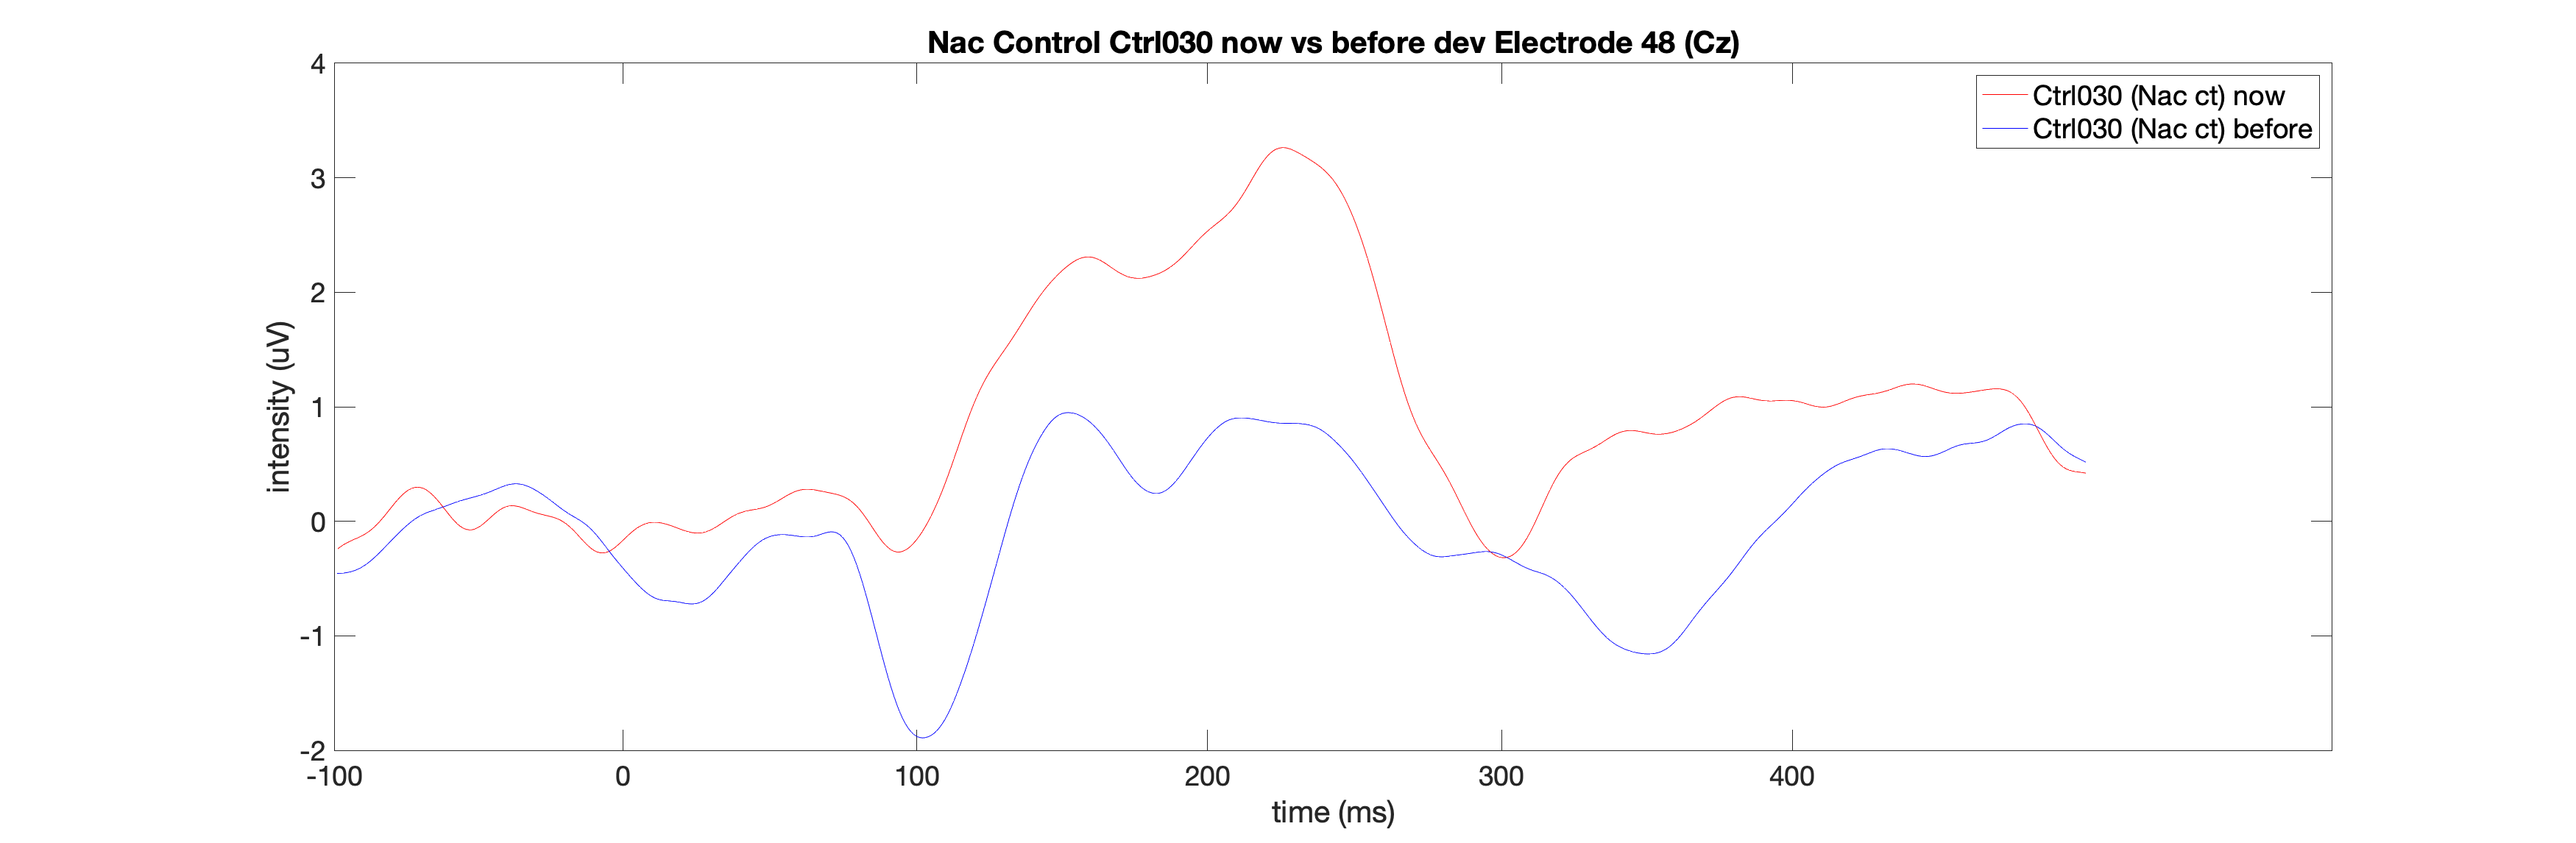 Nac Control Ctrl030 now vs before dev Electrode 48 (Cz)
4
3
2
1
0
-1
-2
intensity (uV)
Ctrl030 (Nac ct) now
Ctrl030 (Nac ct) before
-100 0 100 200 300 400
time (ms)